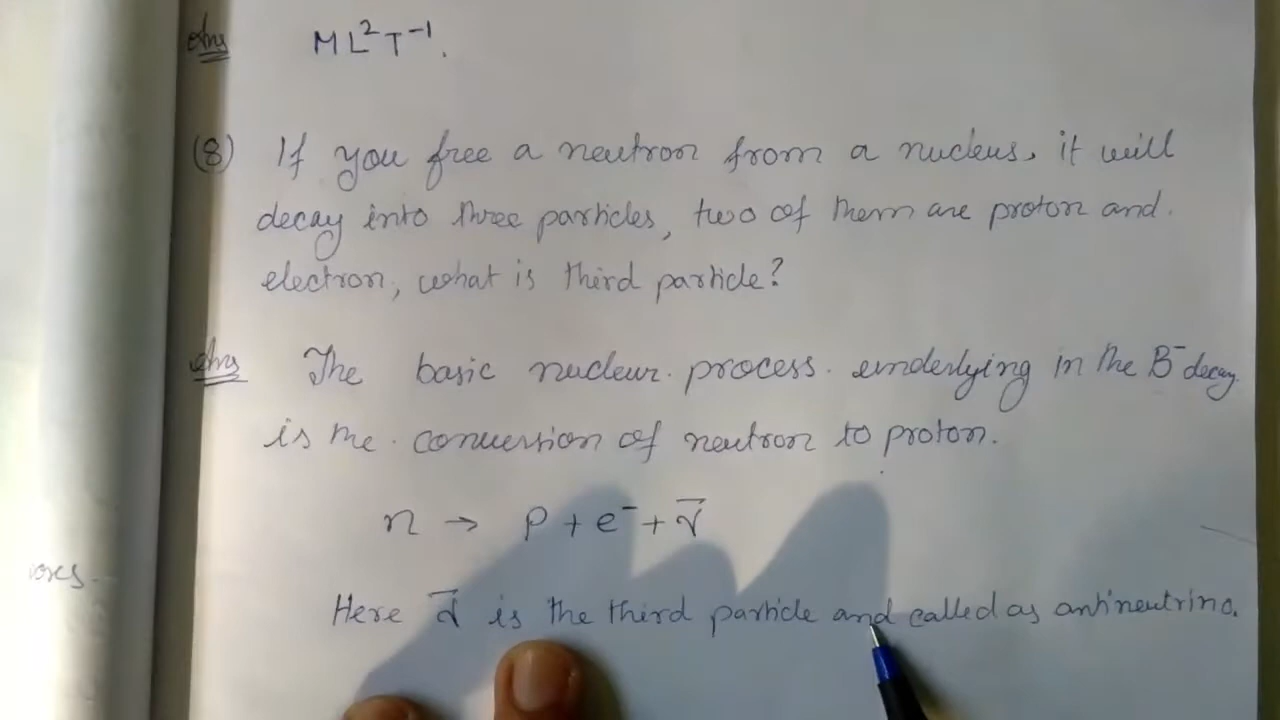 Ans ML²T⁻¹.
(8) If you free a neutron from a nucleus, it will
decay into three particles, two of them are proton and
electron, what is third particle?
Ans The basic nuclear process underlying in the B⁻ decay
is the conversion of neutron to proton.
n → p + e⁻ + ν̅
Here ν̅ is the third particle and called as antineutrino.